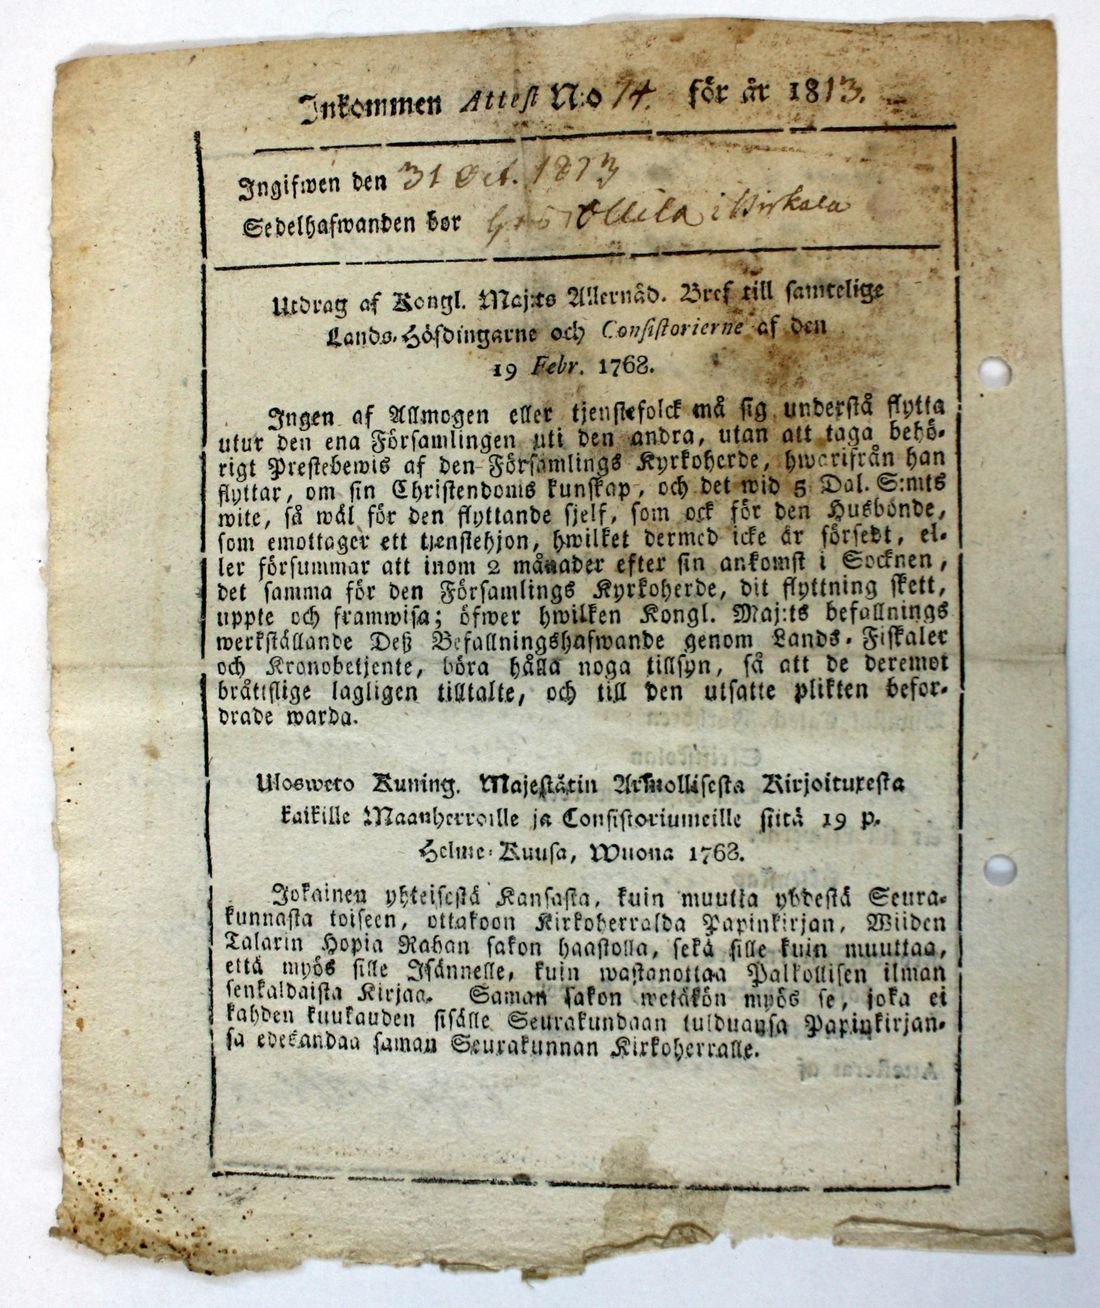 Inkommen Attest N:o 74. för år 1813.
Ingifwen den 31 Oct. 1813
Sedelhafwanden bor Ollila i Birkala
Utdrag af Kongl. Maj:ts Allernåd. Bref till samtelige
Lands-Höfdingarne och Consistorierne af den
19 Febr. 1768.
Ingen af Allmogen eller tjenstefolck må sig understå flytta
utur den ena Församlingen uti den andra, utan att taga behö-
rigt Prestebewis af den Församlings Kyrkoherde, hwarifrån han
flyttar, om sin Christendoms kunskap, och det wid 5 Dal. S:mts
wite, så wäl för den flyttande sjelf, som ock för den Husbonde,
som emottager ett tjenstehjon, hwilket dermed icke är försedt, el-
ler försummar att inom 2 månader efter sin ankomst i Socknen,
det samma för den Församlings Kyrkoherde, dit flyttning skett,
uppte och framwisa; öfwer hwilken Kongl. Maj:ts befallnings
werkställande Deß Befallningshafwande genom Lands-Fiskaler
och Kronobetjente, böra hålla noga tillsyn, så att de deremot
bråttslige lagligen tilltalte, och till den utsatte plikten befor-
drade warda.
Uloswero Kuning. Majestätin Armollisesta Kirjoituxesta
kaikille Maanherroille ja Consistoriumeille siitä 19 p.
Helme-Kuusa, Wuona 1768.
Jokainen yhteisestä Kansasta, kuin muutta yhdestä Seura-
kunnasta toiseen, ottakoon Kirkoherralda Papinkirjan, Wiiden
Talarin Hopia Rahan sakon haastolla, sekä sille kuin muuttaa,
että myös sille Isännelle, kuin wastanottaa Palkollisen ilman
senkaldaista Kirjaa. Saman sakon wetäkön myös se, joka ei
kahden kuukauden sisälle Seurakundaan tulduansa Papinkirjan-
sa edesandaa saman Seurakunnan Kirkoherralle.